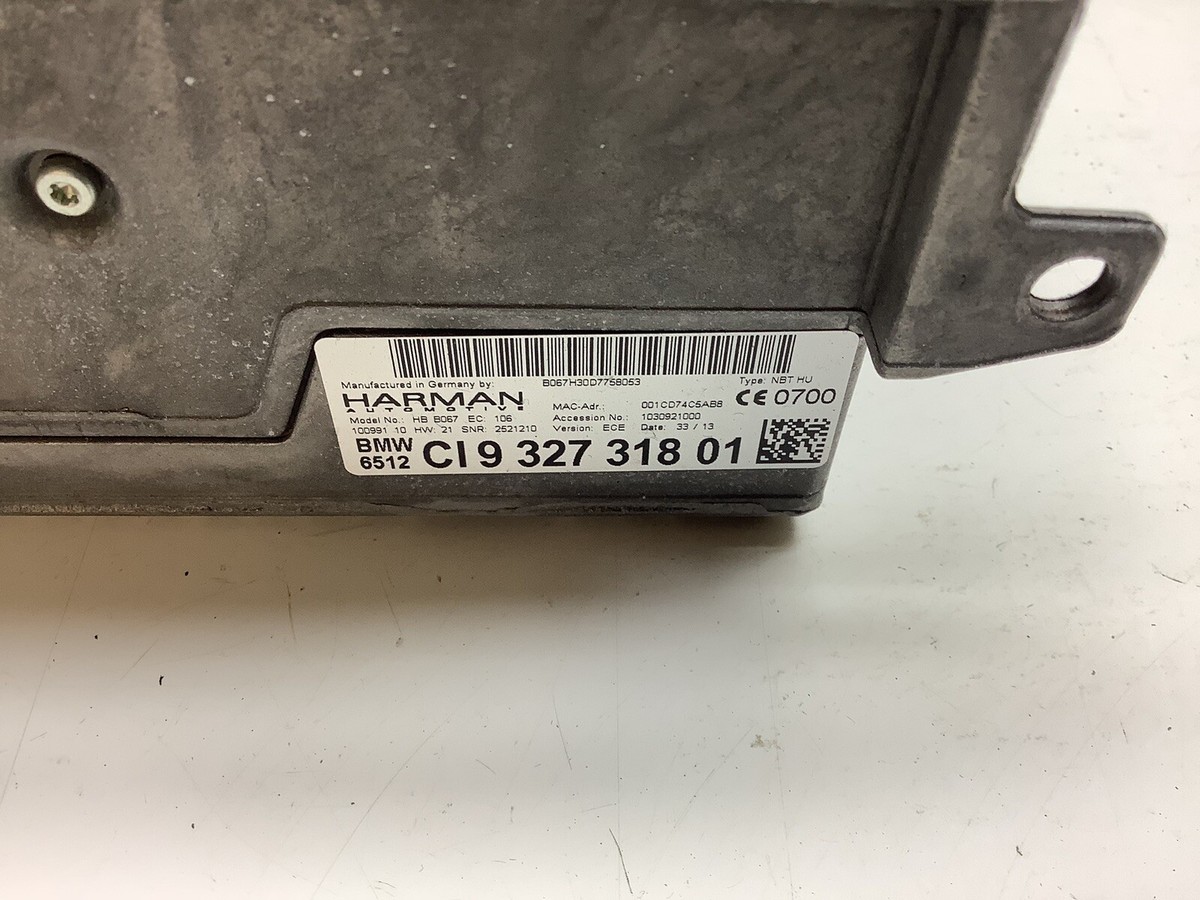 B067H30D7758053
Manufactured in Germany by: Type: NBT HU
HARMAN CE 0700
AUTOMOTIVE MAC-Adr.: 001CD74C5AB8
Model No.: HB B067 EC: 106 Accession No.: 1030921000
100991 10 HW: 21 SNR: 2521210 Version: ECE Date: 33 / 13
BMW
6512 CI 9 327 318 01